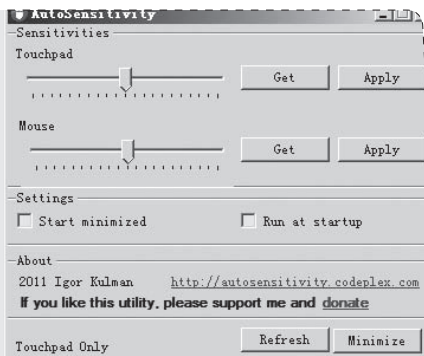 AutoSensitivity
Sensitivities
Touchpad
Get Apply
Mouse
Get Apply
Settings
Start minimized Run at startup
About
2011 Igor Kulman http://autosensitivity.codeplex.com
If you like this utility, please support me and donate
Touchpad Only Refresh Minimize